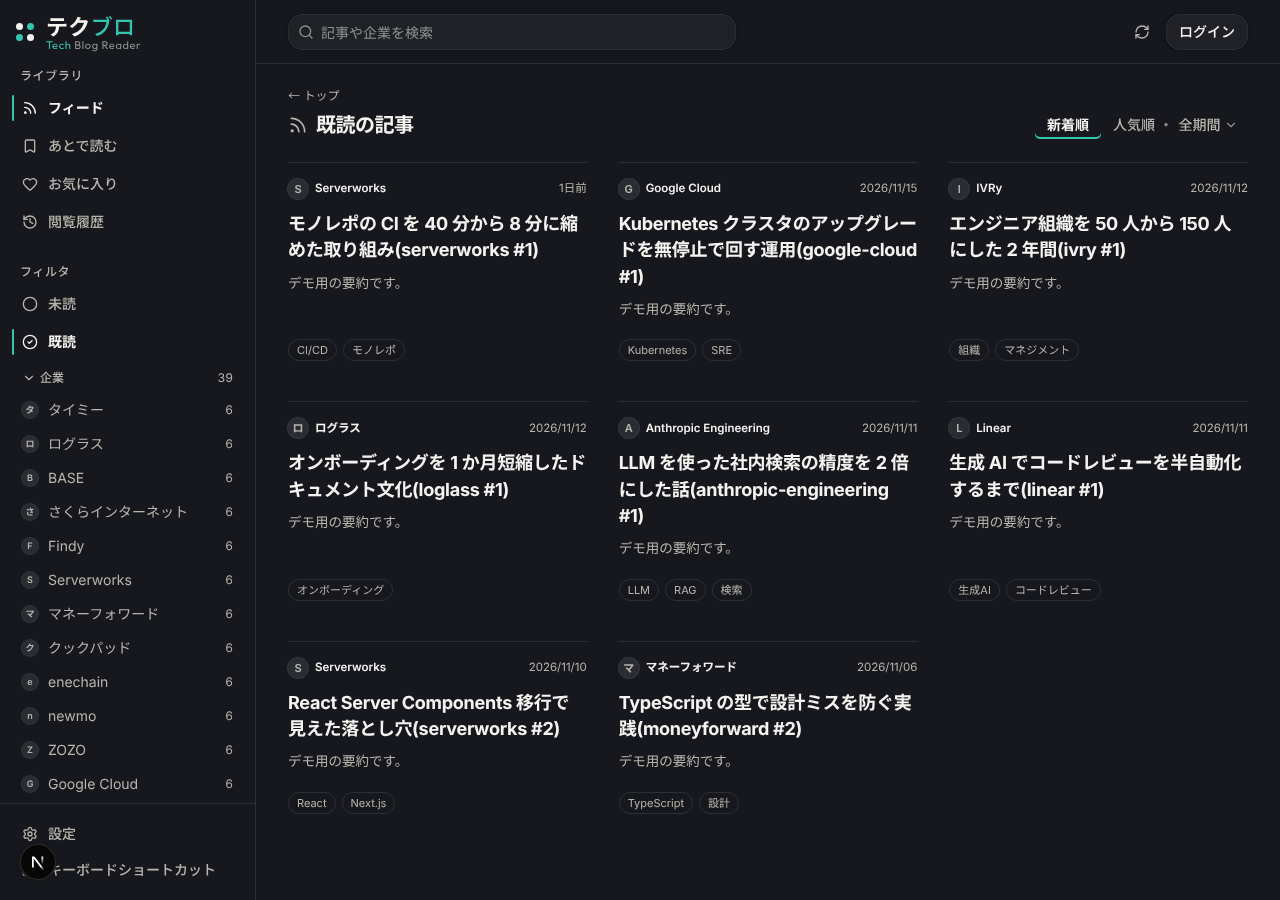 テクブロ
Tech Blog Reader
ライブラリ
フィード
あとで読む
お気に入り
閲覧履歴
フィルタ
未読
既読
企業 39
タ タイミー 6
ロ ログラス 6
B BASE 6
さ さくらインターネット 6
F Findy 6
S Serverworks 6
マ マネーフォワード 6
ク クックパッド 6
e enechain 6
n newmo 6
Z ZOZO 6
G Google Cloud 6
設定
N キーボードショートカット
記事や企業を検索
ログイン
← トップ
既読の記事
新着順 人気順 • 全期間
S Serverworks 1日前
モノレポの CI を 40 分から 8 分に縮
めた取り組み(serverworks #1)
デモ用の要約です。
CI/CD モノレポ
G Google Cloud 2026/11/15
Kubernetes クラスタのアップグレー
ドを無停止で回す運用(google-cloud
#1)
デモ用の要約です。
Kubernetes SRE
I IVRy 2026/11/12
エンジニア組織を 50 人から 150 人
にした 2 年間(ivry #1)
デモ用の要約です。
組織 マネジメント
ロ ログラス 2026/11/12
オンボーディングを 1 か月短縮したド
キュメント文化(loglass #1)
デモ用の要約です。
オンボーディング
A Anthropic Engineering 2026/11/11
LLM を使った社内検索の精度を 2 倍
にした話(anthropic-engineering
#1)
デモ用の要約です。
LLM RAG 検索
L Linear 2026/11/11
生成 AI でコードレビューを半自動化
するまで(linear #1)
デモ用の要約です。
生成AI コードレビュー
S Serverworks 2026/11/10
React Server Components 移行で
見えた落とし穴(serverworks #2)
デモ用の要約です。
React Next.js
マ マネーフォワード 2026/11/06
TypeScript の型で設計ミスを防ぐ実
践(moneyforward #2)
デモ用の要約です。
TypeScript 設計